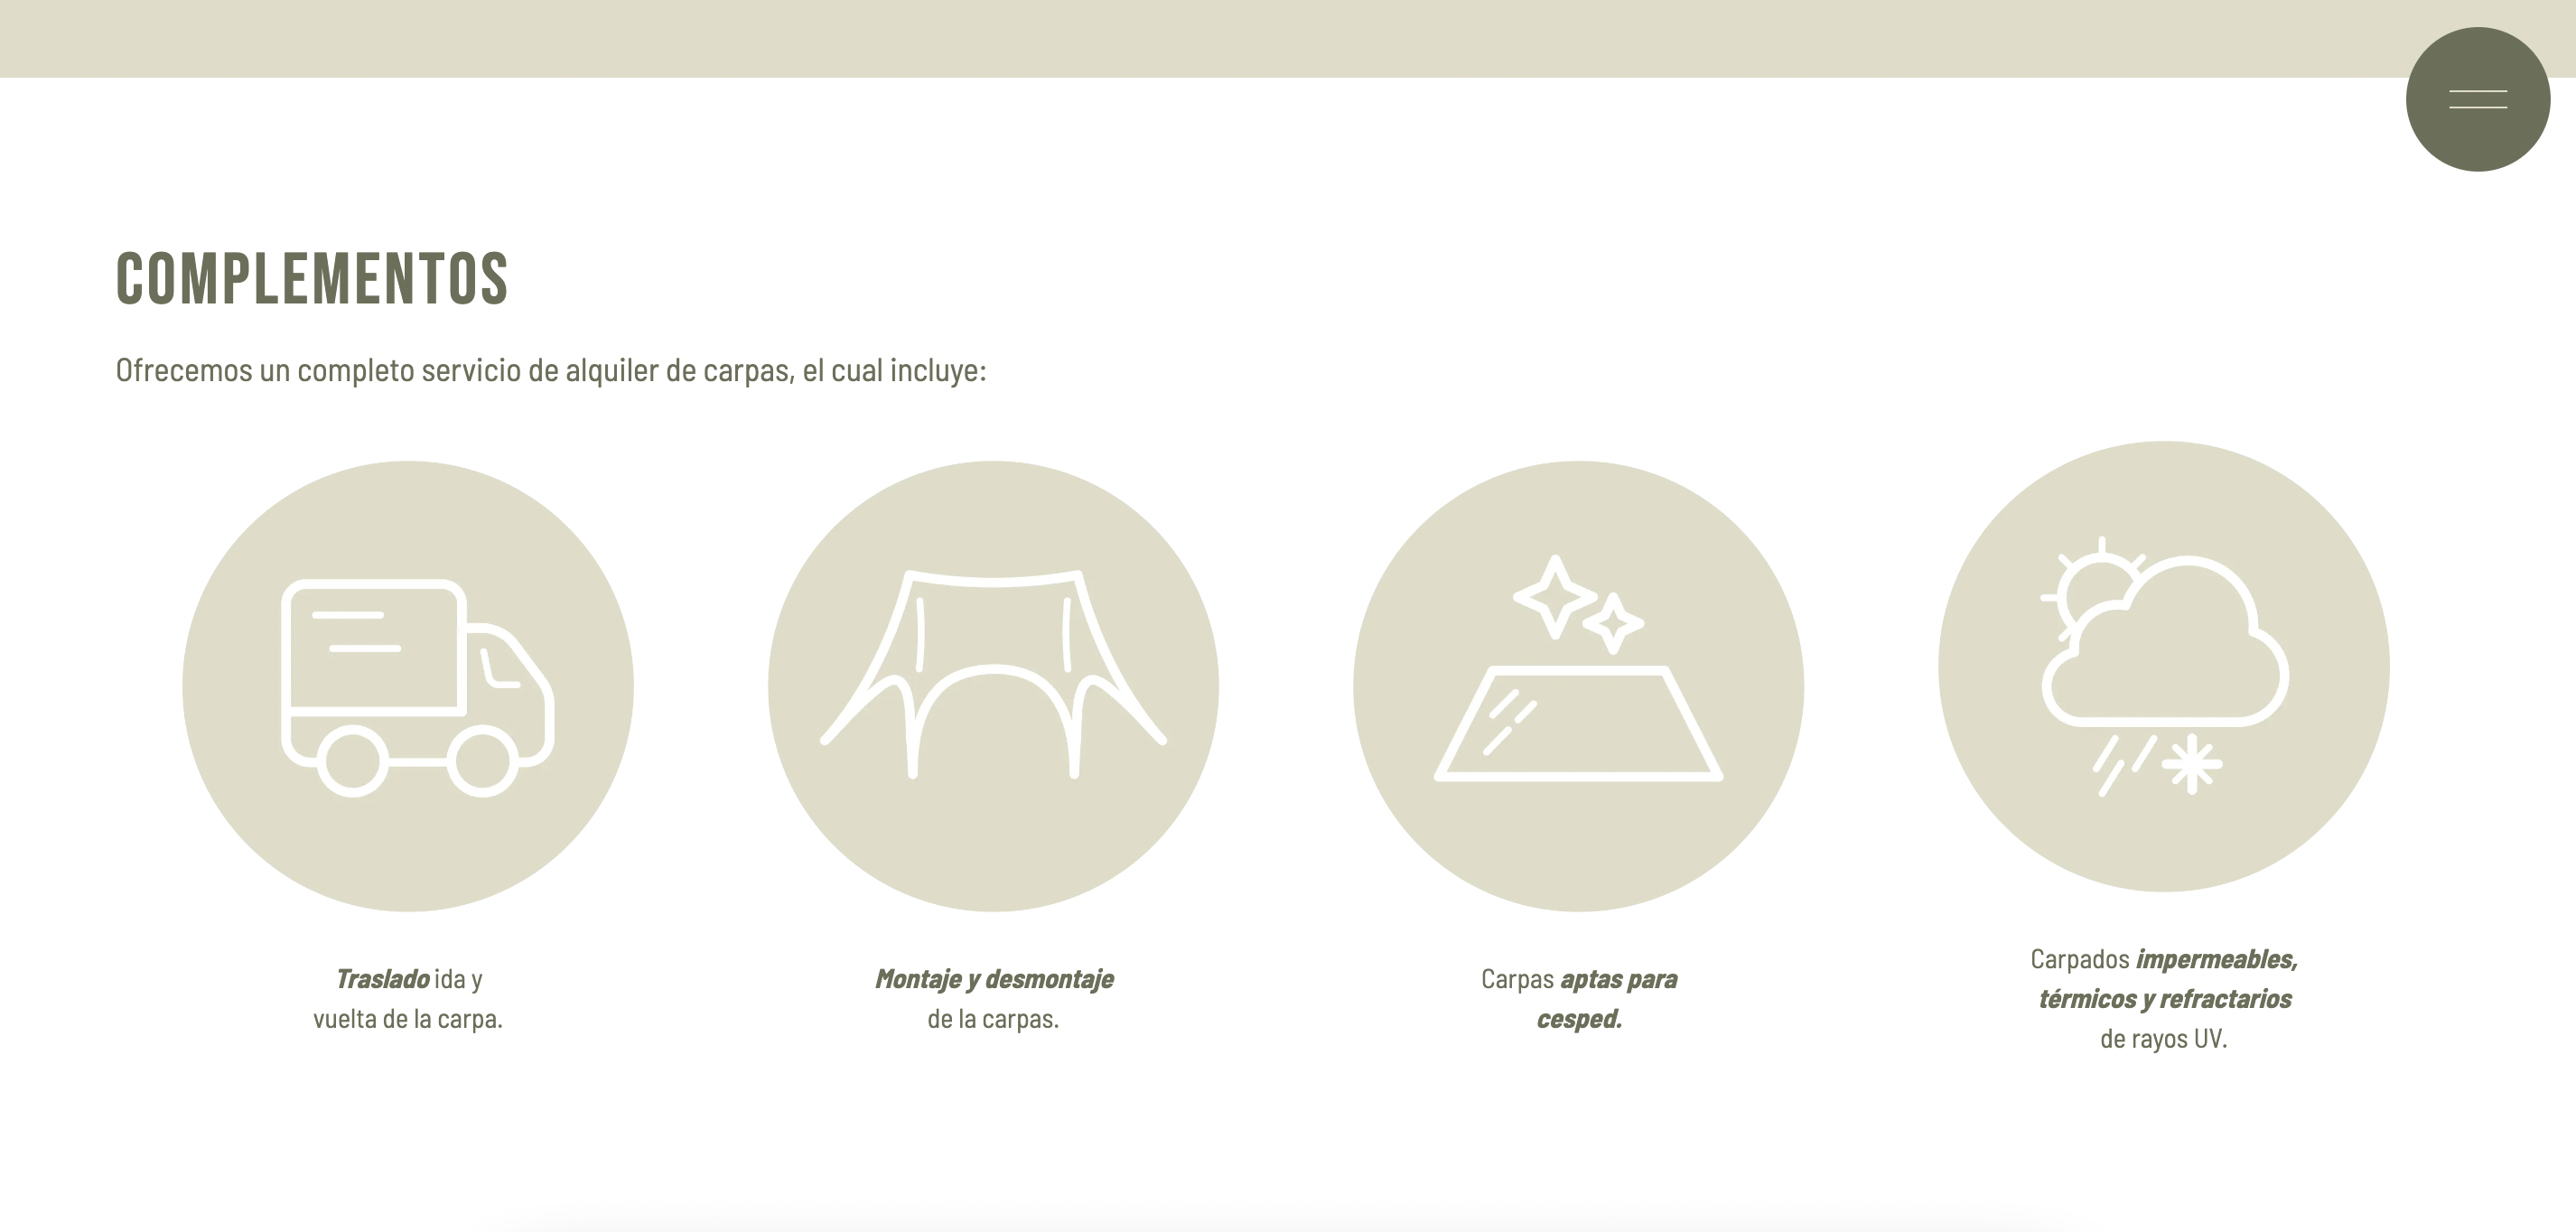 COMPLEMENTOS
Ofrecemos un completo servicio de alquiler de carpas, el cual incluye:
Traslado ida y
vuelta de la carpa.
Montaje y desmontaje
de la carpas.
Carpas aptas para
cesped.
Carpados impermeables,
térmicos y refractarios
de rayos UV.